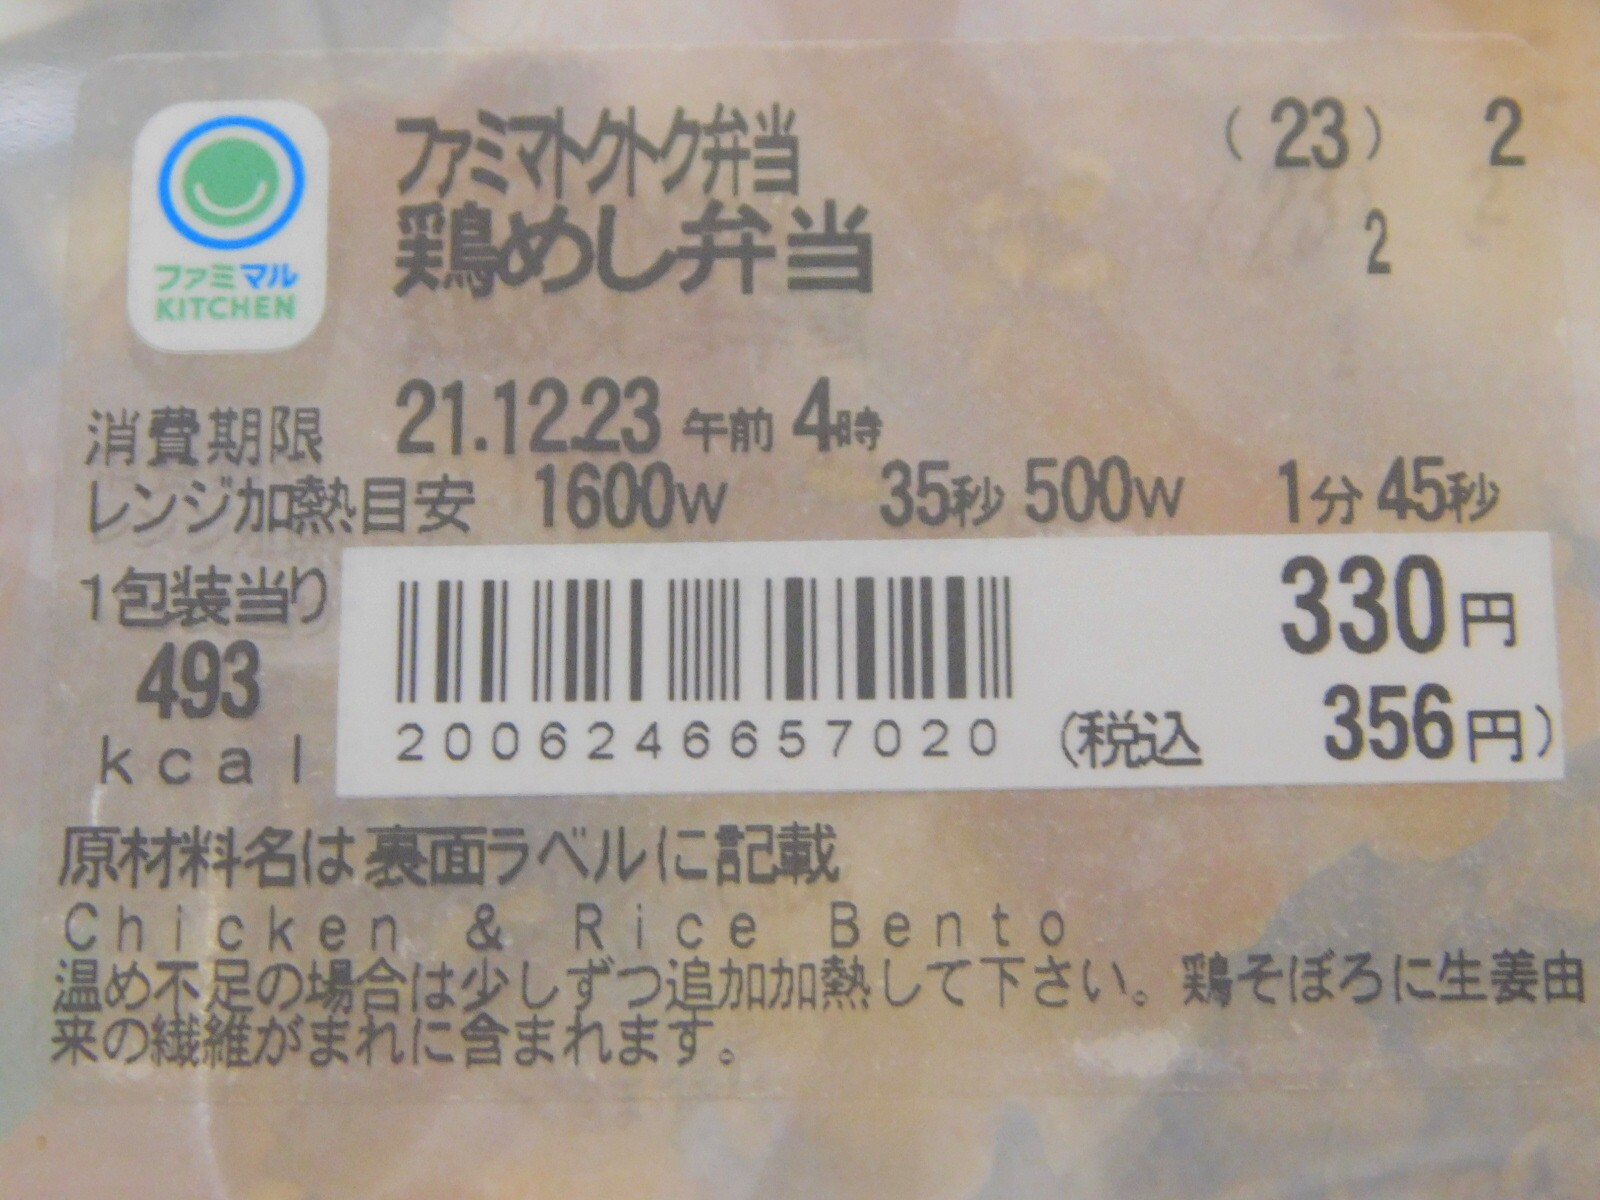 ファミマトクトク弁当 (23) 2
鶏めし弁当 2
ファミマル
KITCHEN
消費期限 21.12.23 午前 4時
レンジ加熱目安 1600W 35秒 500W 1分45秒
1包装当り
493
kcal
330円
2006246657020 (税込 356円)
原材料名は裏面ラベルに記載
Chicken & Rice Bento
温め不足の場合は少しずつ追加加熱して下さい。鶏そぼろに生姜由
来の繊維がまれに含まれます。